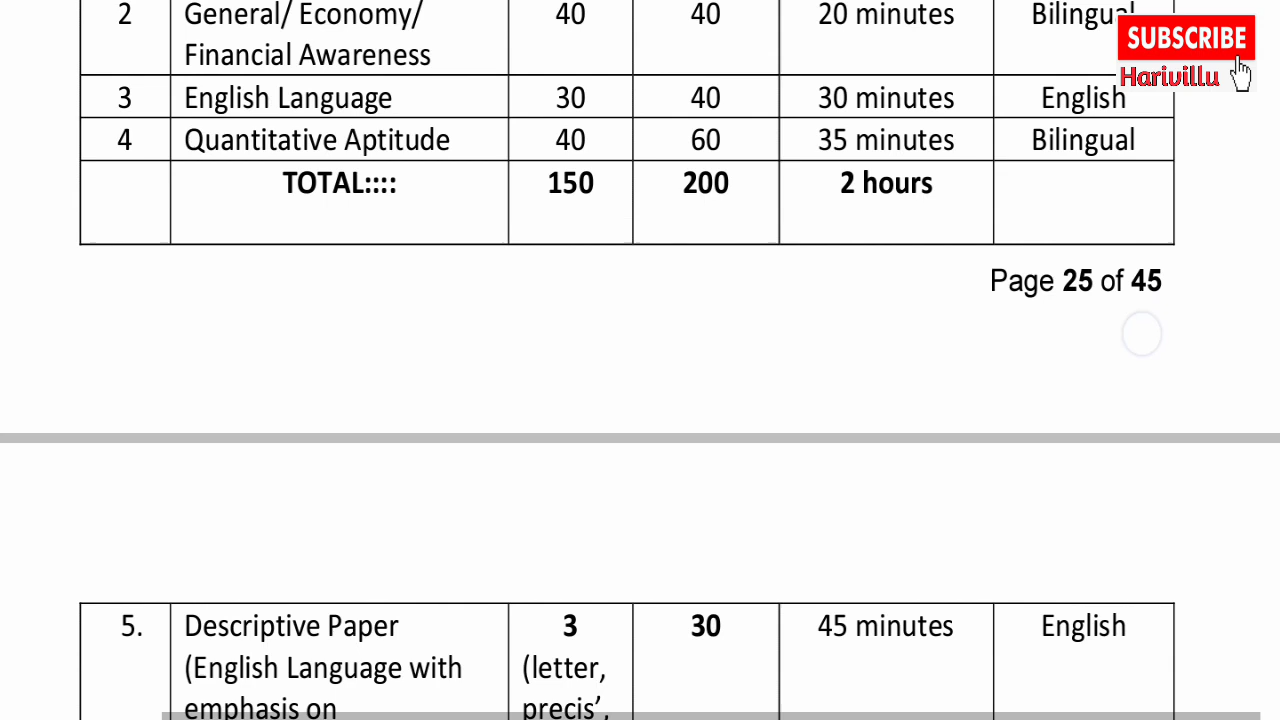 2 General/ Economy/ 40 40 20 minutes Bilingual
Financial Awareness
SUBSCRIBE
Harivillu
3 English Language 30 40 30 minutes English
4 Quantitative Aptitude 40 60 35 minutes Bilingual
TOTAL:::: 150 200 2 hours
Page 25 of 45
5. Descriptive Paper 3 30 45 minutes English
(English Language with (letter,
emphasis on precis’,